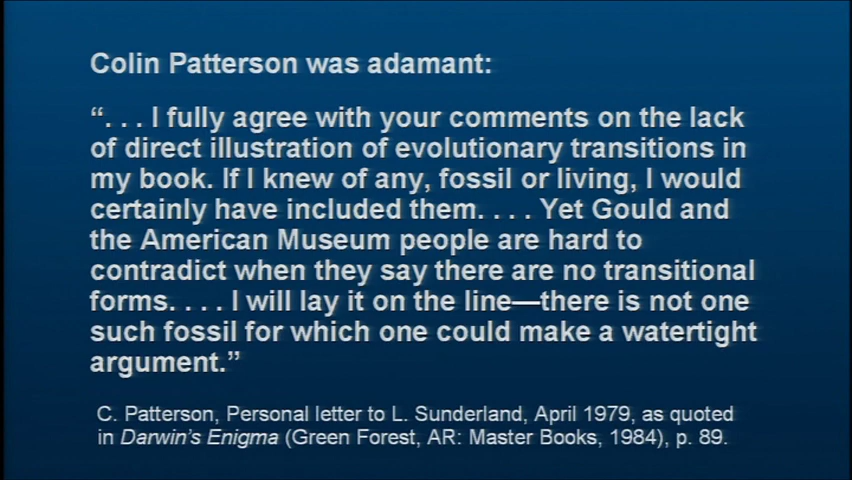 Colin Patterson was adamant:
“. . . I fully agree with your comments on the lack
of direct illustration of evolutionary transitions in
my book. If I knew of any, fossil or living, I would
certainly have included them. . . . Yet Gould and
the American Museum people are hard to
contradict when they say there are no transitional
forms. . . . I will lay it on the line—there is not one
such fossil for which one could make a watertight
argument.”
C. Patterson, Personal letter to L. Sunderland, April 1979, as quoted
in Darwin’s Enigma (Green Forest, AR: Master Books, 1984), p. 89.